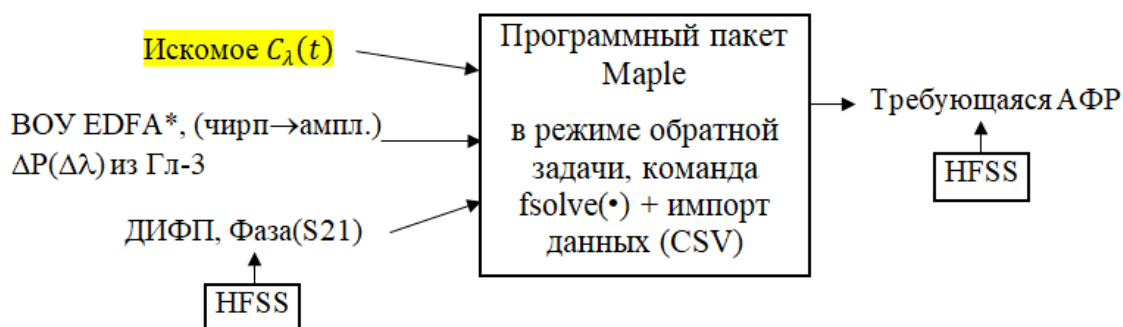 Искомое C_λ(t)
ВОУ EDFA*, (чирп→ампл.)
ΔP(Δλ) из Гл-3
ДИФП, Фаза(S21)
HFSS
Программный пакет
Maple
в режиме обратной
задачи, команда
fsolve(•) + импорт
данных (CSV)
Требующаяся АФР
HFSS